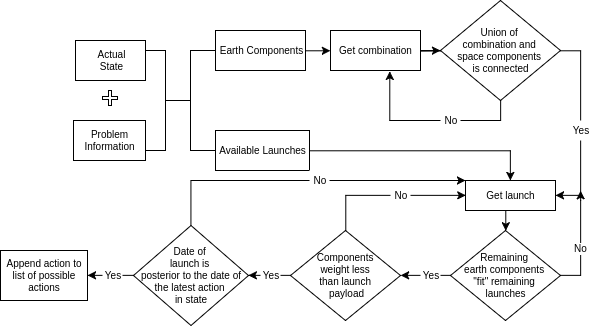 Actual
State
Problem
Information
Earth Components
Get combination
Union of
combination and
space components
is connected
No
Yes
Available Launches
No
Get launch
No
No
Append action to
list of possible
actions
Yes
Date of
launch is
posterior to the date of
the latest action
in state
Yes
Components
weight less
than launch
payload
Yes
Remaining
earth components
"fit" remaining
launches